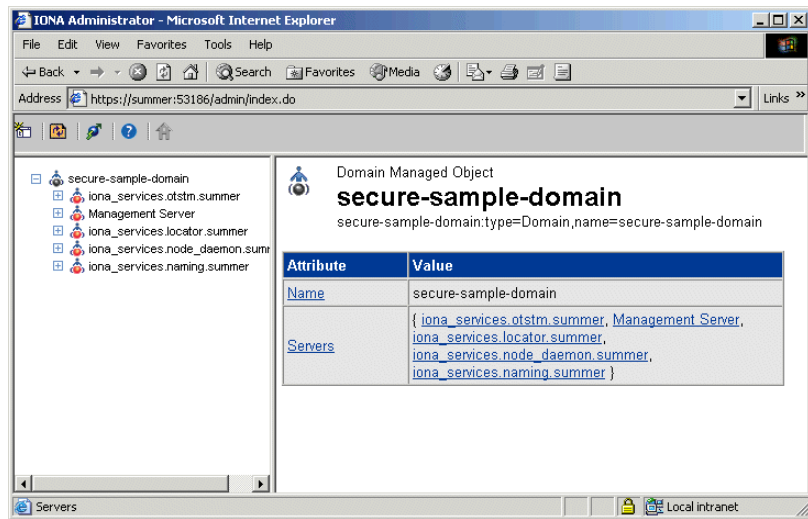 IONA Administrator - Microsoft Internet Explorer
File Edit View Favorites Tools Help
Back Search Favorites Media
Address https://summer:53186/admin/index.do Links »
secure-sample-domain
iona_services.otstm.summer
Management Server
iona_services.locator.summer
iona_services.node_daemon.sumr
iona_services.naming.summer
Domain Managed Object
secure-sample-domain
secure-sample-domain:type=Domain,name=secure-sample-domain
Attribute Value
Name secure-sample-domain
Servers { iona_services.otstm.summer, Management Server,
iona_services.locator.summer,
iona_services.node_daemon.summer,
iona_services.naming.summer }
Servers Local intranet